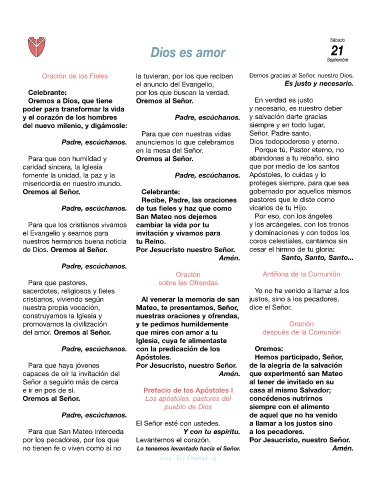 Sábado
Dios es amor
21
Septiembre
Oración de los Fieles
Celebrante:
Oremos a Dios, que tiene
poder para transformar la vida
y el corazón de los hombres
del nuevo milenio, y digámosle:
Padre, escúchanos.
Para que con humildad y
caridad sincera, la Iglesia
fomente la unidad, la paz y la
misericordia en nuestro mundo.
Oremos al Señor.
Padre, escúchanos.
Para que los cristianos vivamos
el Evangelio y seamos para
nuestros hermanos buena noticia
de Dios. Oremos al Señor.
Padre, escúchanos.
Para que pastores,
sacerdotes, religiosos y fieles
cristianos, viviendo según
nuestra propia vocación,
construyamos la Iglesia y
promovamos la civilización
del amor. Oremos al Señor.
Padre, escúchanos.
Para que haya jóvenes
capaces de oír la invitación del
Señor a seguirlo más de cerca
e ir en pos de sí.
Oremos al Señor.
Padre, escúchanos.
Para que San Mateo interceda
por los pecadores, por los que
no tienen fe o viven como si no
la tuvieran, por los que reciben
el anuncio del Evangelio,
por los que buscan la verdad.
Oremos al Señor.
Padre, escúchanos.
Para que con nuestras vidas
anunciemos lo que celebramos
en la mesa del Señor.
Oremos al Señor.
Padre, escúchanos.
Celebrante:
Recibe, Padre, las oraciones
de tus fieles y haz que como
San Mateo nos dejemos
cambiar la vida por tu
invitación y vivamos para
tu Reino.
Por Jesucristo nuestro Señor.
Amén.
Oración
sobre las Ofrendas
Al venerar la memoria de san
Mateo, te presentamos, Señor,
nuestras oraciones y ofrendas,
y te pedimos humildemente
que mires con amor a tu
Iglesia, cuya fe alimentaste
con la predicación de los
Apóstoles.
Por Jesucristo, nuestro Señor.
Amén.
Prefacio de los Apóstoles I
Los apóstoles, pastores del
pueblo de Dios
El Señor esté con ustedes.
Y con tu espíritu.
Levantemos el corazón.
Lo tenemos levantado hacia el Señor.
Demos gracias al Señor, nuestro Dios.
Es justo y necesario.
En verdad es justo
y necesario, es nuestro deber
y salvación darte gracias
siempre y en todo lugar,
Señor, Padre santo,
Dios todopoderoso y eterno.
Porque tú, Pastor eterno, no
abandonas a tu rebaño, sino
que por medio de los santos
Apóstoles, lo cuidas y lo
proteges siempre, para que sea
gobernado por aquellos mismos
pastores que le diste como
vicarios de tu Hijo.
Por eso, con los ángeles
y los arcángeles, con los tronos
y dominaciones y con todos los
coros celestiales, cantamos sin
cesar el himno de tu gloria:
Santo, Santo, Santo...
Antífona de la Comunión
Yo no he venido a llamar a los
justos, sino a los pecadores,
dice el Señor.
Oración
después de la Comunión
Oremos:
Hemos participado, Señor,
de la alegría de la salvación
que experimentó san Mateo
al tener de invitado en su
casa al mismo Salvador;
concédenos nutrirnos
siempre con el alimento
de aquel que no ha venido
a llamar a los justos sino
a los pecadores.
Por Jesucristo, nuestro Señor.
Amén.